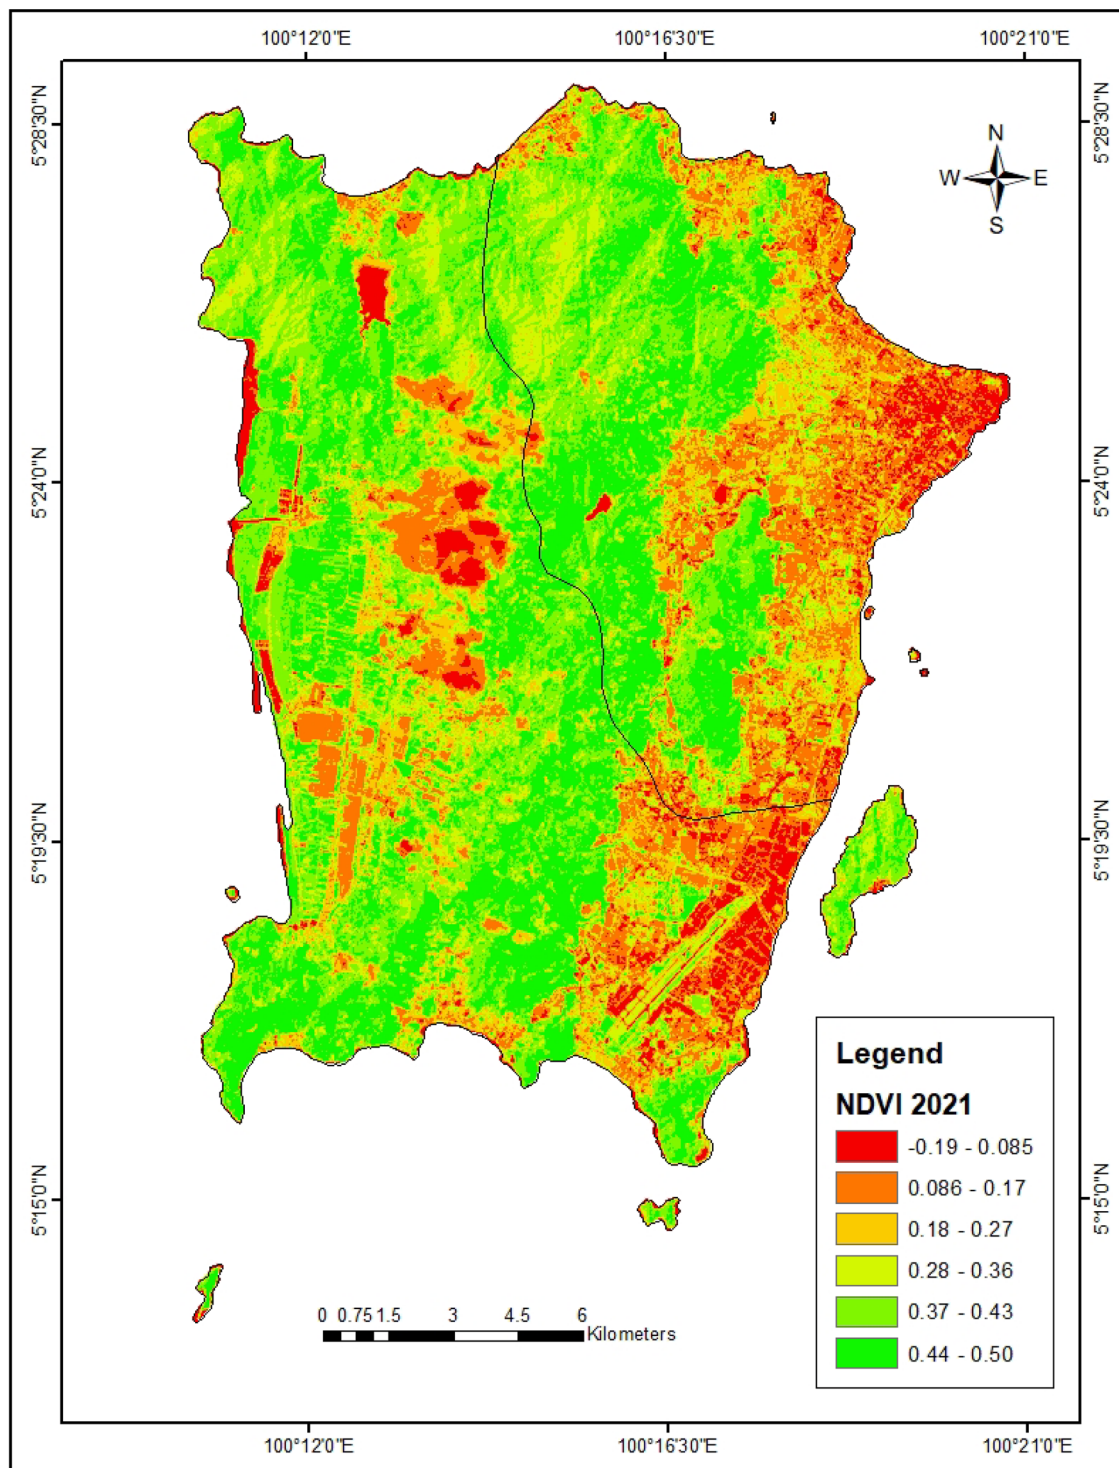 100°12'0"E 100°16'30"E 100°21'0"E
5°28'30"N 5°28'30"N
N
W E
S
5°24'0"N 5°24'0"N
5°19'30"N 5°19'30"N
Legend
NDVI 2021
-0.19 - 0.085
0.086 - 0.17
0.18 - 0.27
0.28 - 0.36
0.37 - 0.43
0.44 - 0.50
5°15'0"N 5°15'0"N
0 0.75 1.5 3 4.5 6
Kilometers
100°12'0"E 100°16'30"E 100°21'0"E